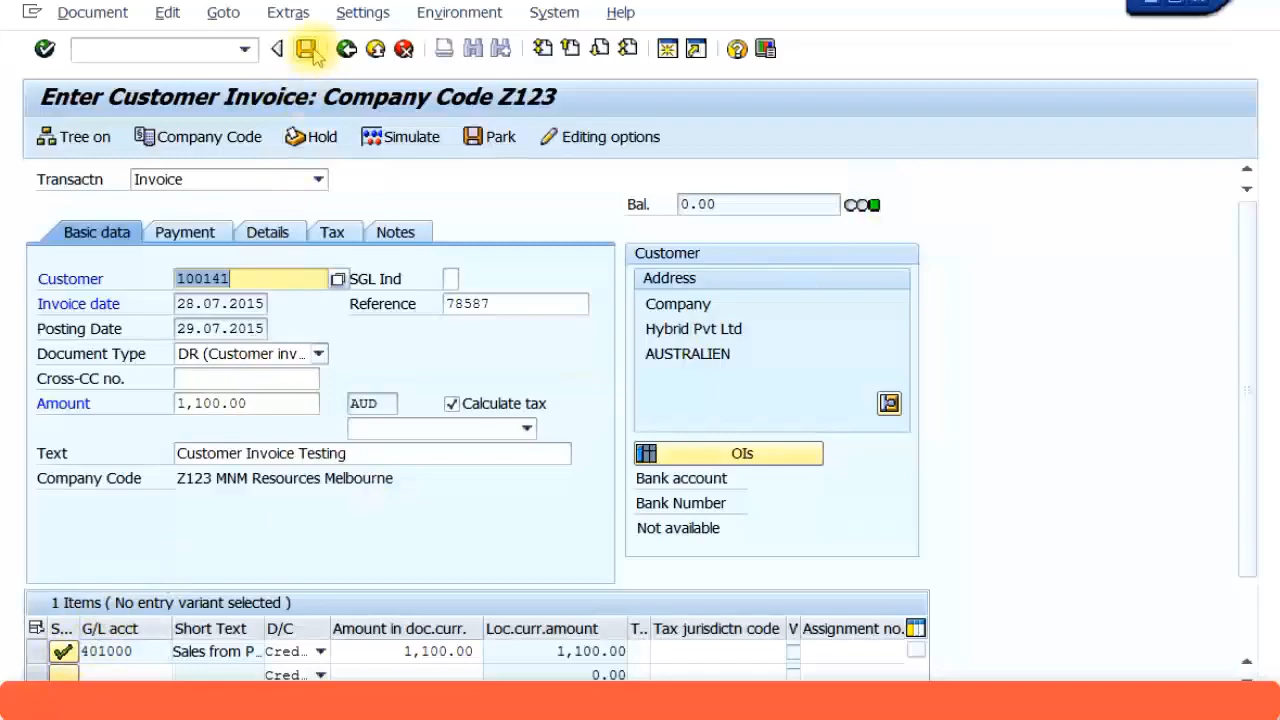 Document Edit Goto Extras Settings Environment System Help
Enter Customer Invoice: Company Code Z123
Tree on Company Code Hold Simulate Park Editing options
Transactn Invoice
Bal. 0.00
Basic data Payment Details Tax Notes
Customer 100141 SGL Ind
Invoice date 28.07.2015 Reference 78587
Posting Date 29.07.2015
Document Type DR (Customer inv...
Cross-CC no.
Amount 1,100.00 AUD Calculate tax
Text Customer Invoice Testing
Company Code Z123 MNM Resources Melbourne
Customer
Address
Company
Hybrid Pvt Ltd
AUSTRALIEN
OIs
Bank account
Bank Number
Not available
1 Items ( No entry variant selected )
S... G/L acct Short Text D/C Amount in doc.curr. Loc.curr.amount T.. Tax jurisdictn code V Assignment no.
401000 Sales from P... Cred... 1,100.00 1,100.00
Cred... 0.00